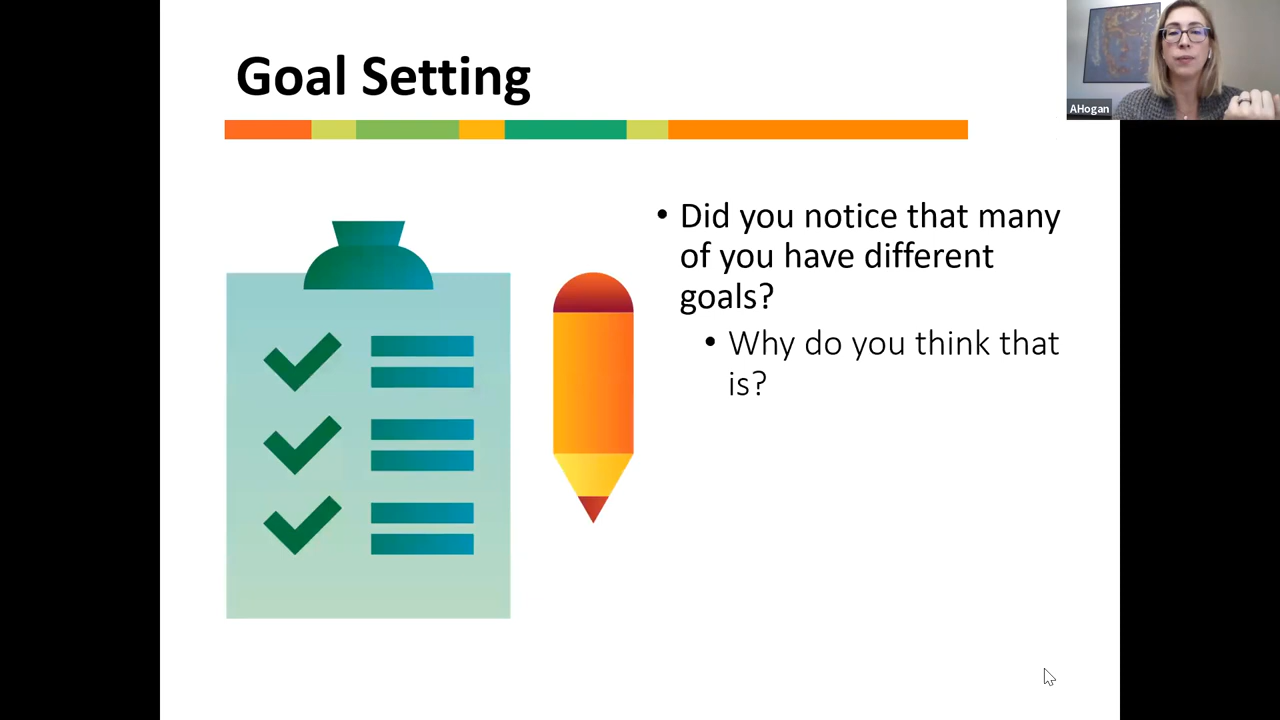 Goal Setting
AHogan
• Did you notice that many
of you have different
goals?
• Why do you think that
is?